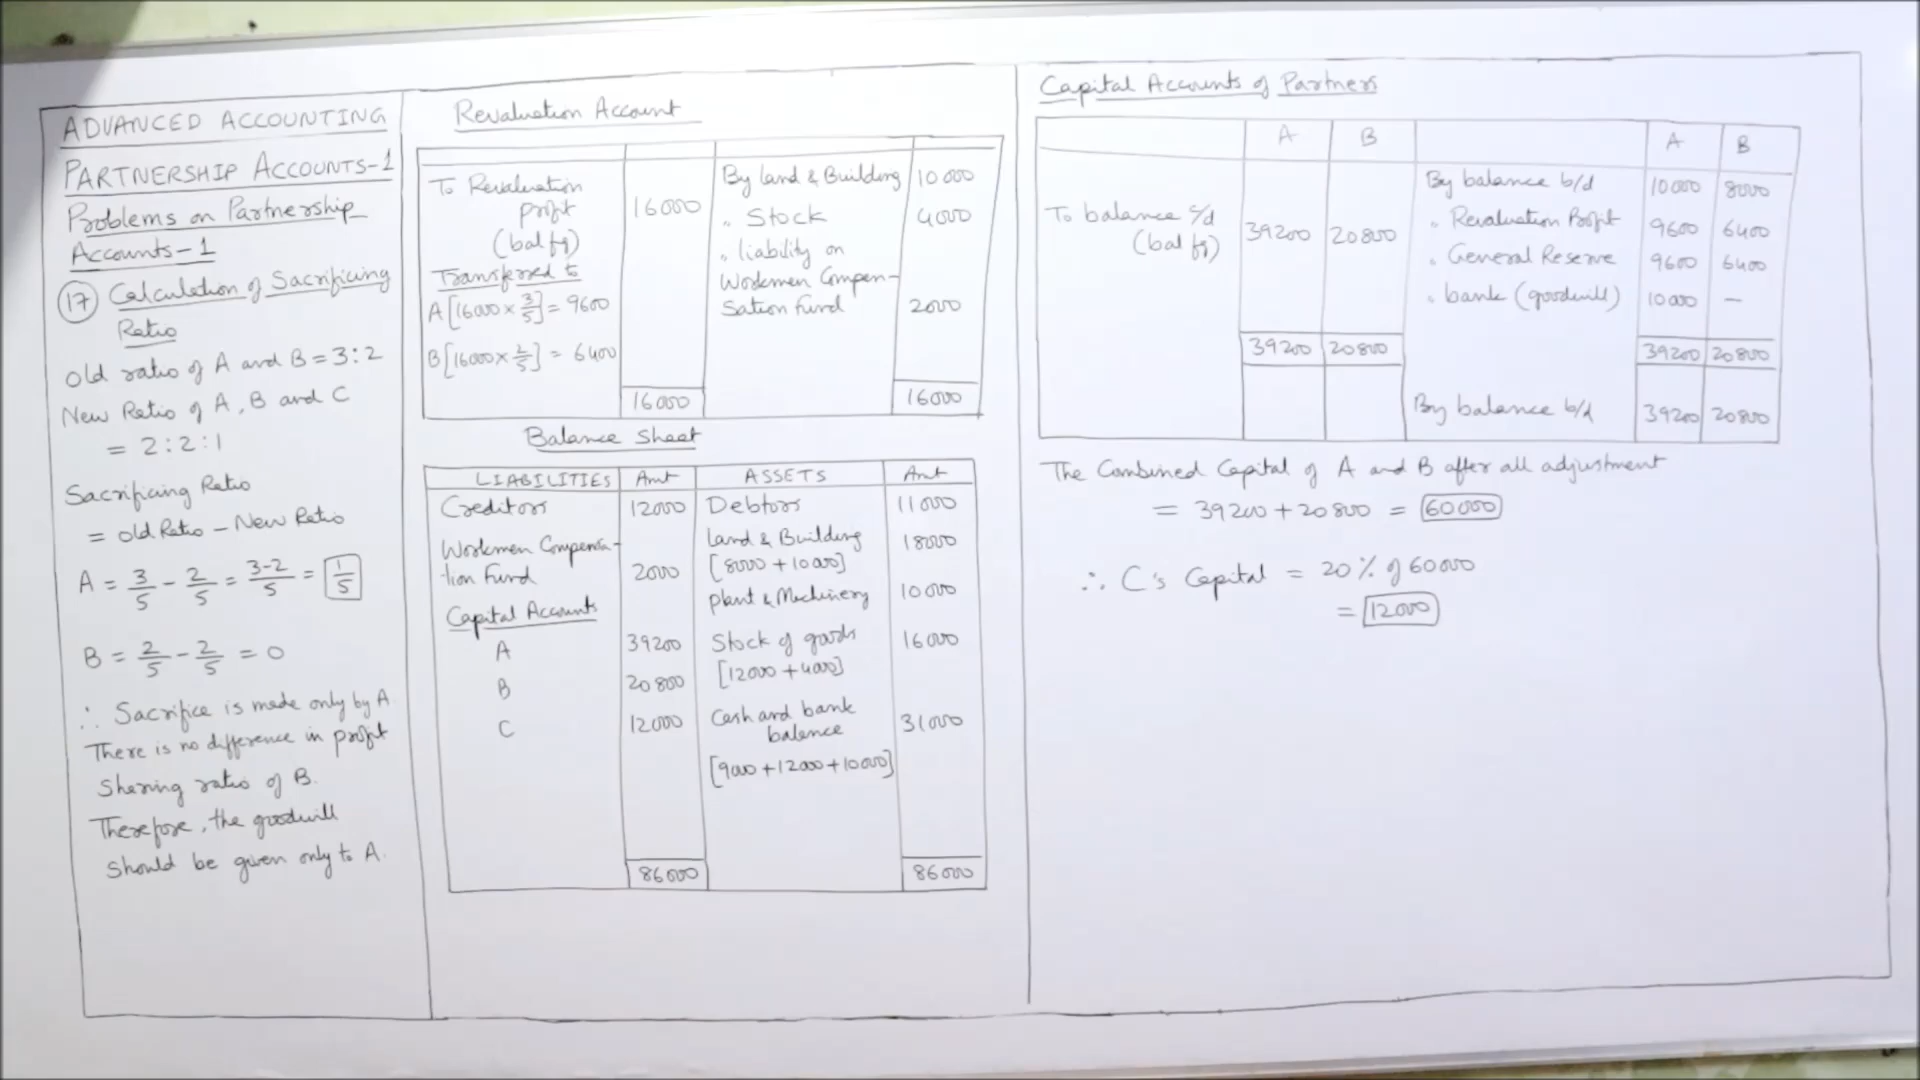 ADVANCED ACCOUNTING
PARTNERSHIP ACCOUNTS-1
Problems on Partnership
Accounts-1
17 Calculation of Sacrificing
Ratio
Old ratio of A and B = 3:2
New Ratio of A, B and C
= 2:2:1
Sacrificing Ratio
= Old Ratio - New Ratio
A = 3/5 - 2/5 = 3-2/5 = 1/5
B = 2/5 - 2/5 = 0
∴ Sacrifice is made only by A.
There is no difference in profit
sharing ratio of B.
Therefore, the goodwill
should be given only to A.
Revaluation Account
To Revaluation profit (bal fg) 16000
Transferred to
A [16000 × 3/5] = 9600
B [16000 × 2/5] = 6400
16000
By land & Building 10000
" Stock 4000
" liability on
Workmen Compen-
sation Fund 2000
16000
Balance Sheet
LIABILITIES Amt ASSETS Amt
Creditors 12000
Workmen Compensa-
tion Fund 2000
Capital Accounts
A 39200
B 20800
C 12000
86000
Debtors 11000
land & Building 18000
[8000 + 10000]
plant & Machinery 10000
Stock of goods 16000
[12000 + 4000]
Cash and bank
balance 31000
[9000 + 12000 + 10000]
86000
Capital Accounts of Partners
A B A B
To balance c/d
(bal fg) 39200 20800
39200 20800
By balance b/d 10000 8000
" Revaluation Profit 9600 6400
" General Reserve 9600 6400
" bank (goodwill) 10000 —
39200 20800
By balance b/d 39200 20800
The Combined Capital of A and B after all adjustment
= 39200 + 20800 = 60000
∴ C's Capital = 20% of 60000
= 12000